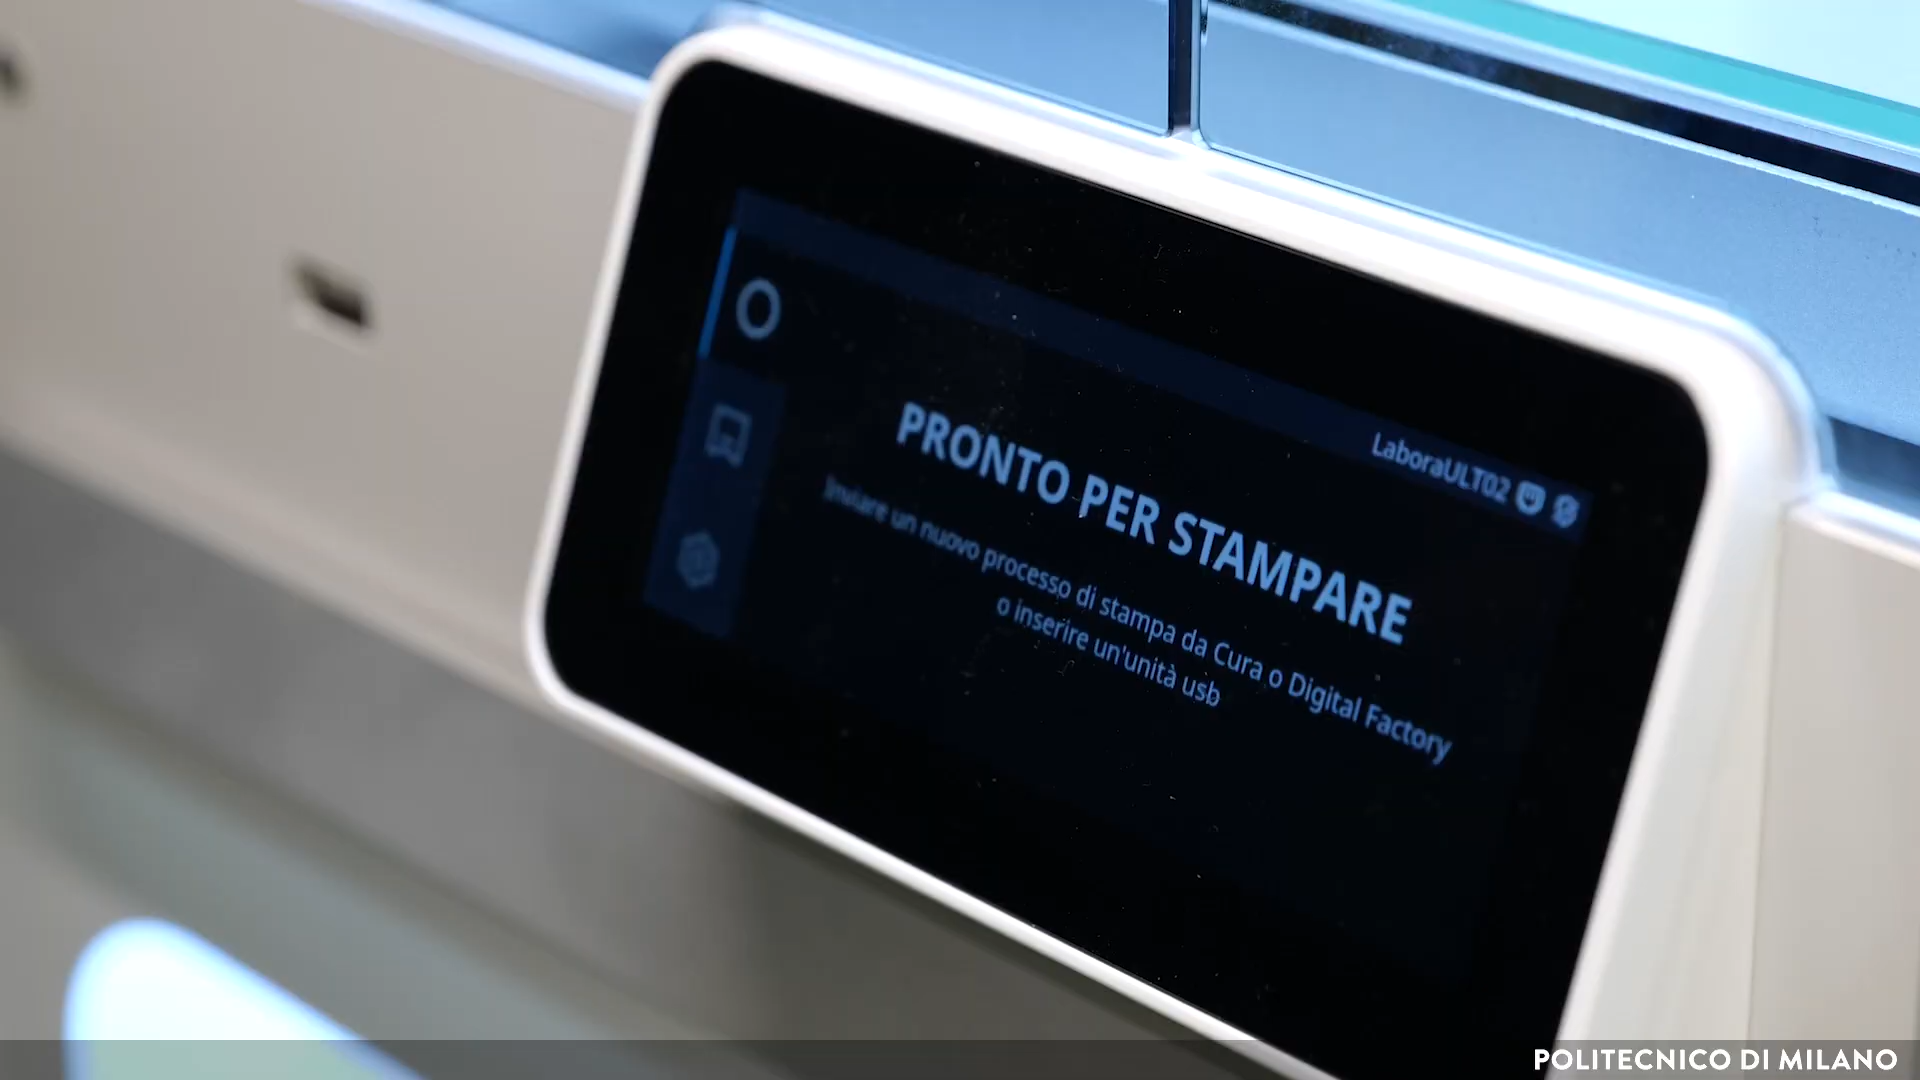 LaboraULT02
PRONTO PER STAMPARE
Inviare un nuovo processo di stampa da Cura o Digital Factory
o inserire un'unità usb
POLITECNICO DI MILANO